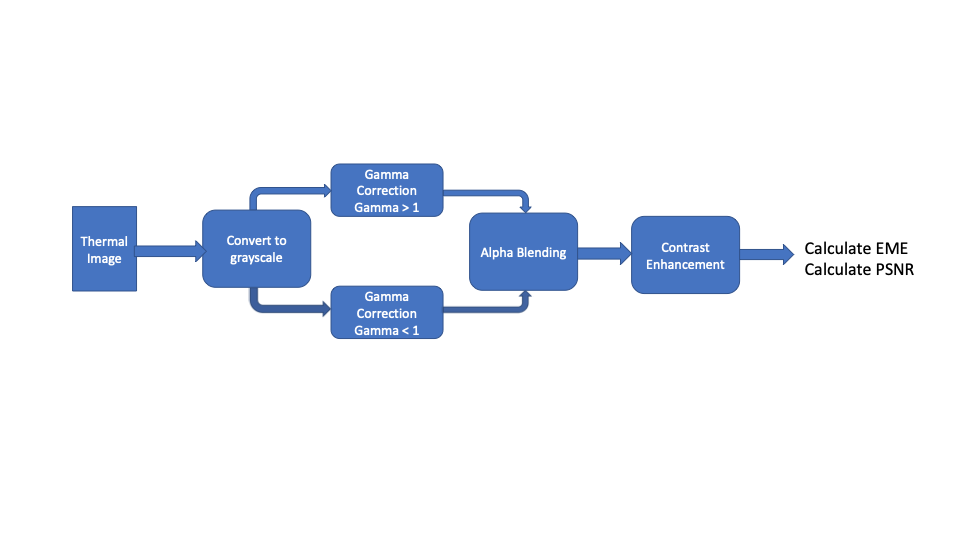 Thermal
Image
Convert to
grayscale
Gamma
Correction
Gamma > 1
Gamma
Correction
Gamma < 1
Alpha Blending
Contrast
Enhancement
Calculate EME
Calculate PSNR